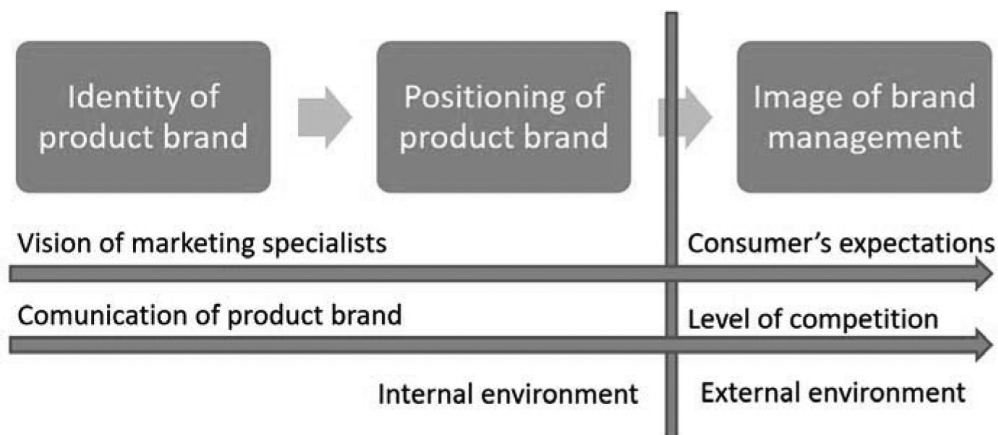 Identity of
product brand
Positioning of
product brand
Image of brand
management
Vision of marketing specialists
Consumer's expectations
Comunication of product brand
Level of competition
Internal environment
External environment